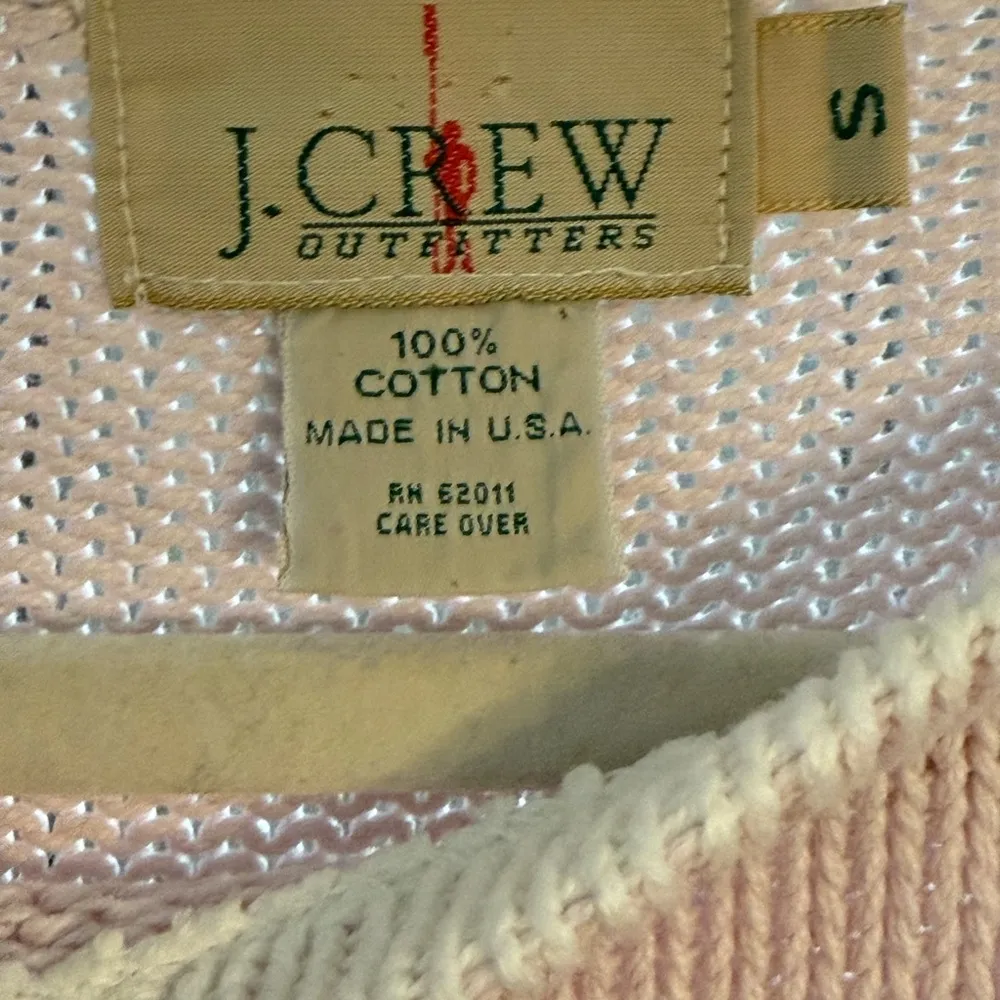 J.CREW
OUTFITTERS
S
100%
COTTON
MADE IN U.S.A.
RN 62011
CARE OVER